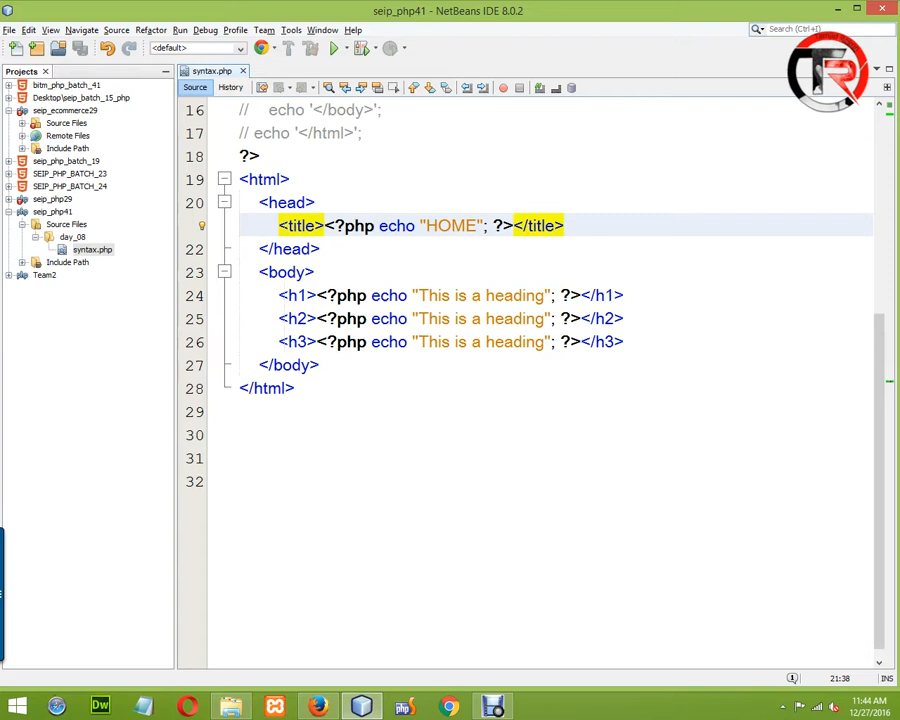 seip_php41 - NetBeans IDE 8.0.2
File Edit View Navigate Source Refactor Run Debug Profile Team Tools Window Help
Search (Ctrl+I)
<default>
Projects
syntax.php
Source History
bitm_php_batch_41
Desktop\seip_batch_15_php
seip_ecommerce29
Source Files
Remote Files
Include Path
seip_php_batch_19
SEIP_PHP_BATCH_23
SEIP_PHP_BATCH_24
seip_php29
seip_php41
Source Files
day_08
syntax.php
Include Path
Team2
16 // echo '</body>';
17 // echo '</html>';
18 ?>
19 <html>
20 <head>
<title><?php echo "HOME"; ?></title>
22 </head>
23 <body>
24 <h1><?php echo "This is a heading"; ?></h1>
25 <h2><?php echo "This is a heading"; ?></h2>
26 <h3><?php echo "This is a heading"; ?></h3>
27 </body>
28 </html>
29
30
31
32
21:38 INS
Dw
php
11:44 AM
12/27/2016